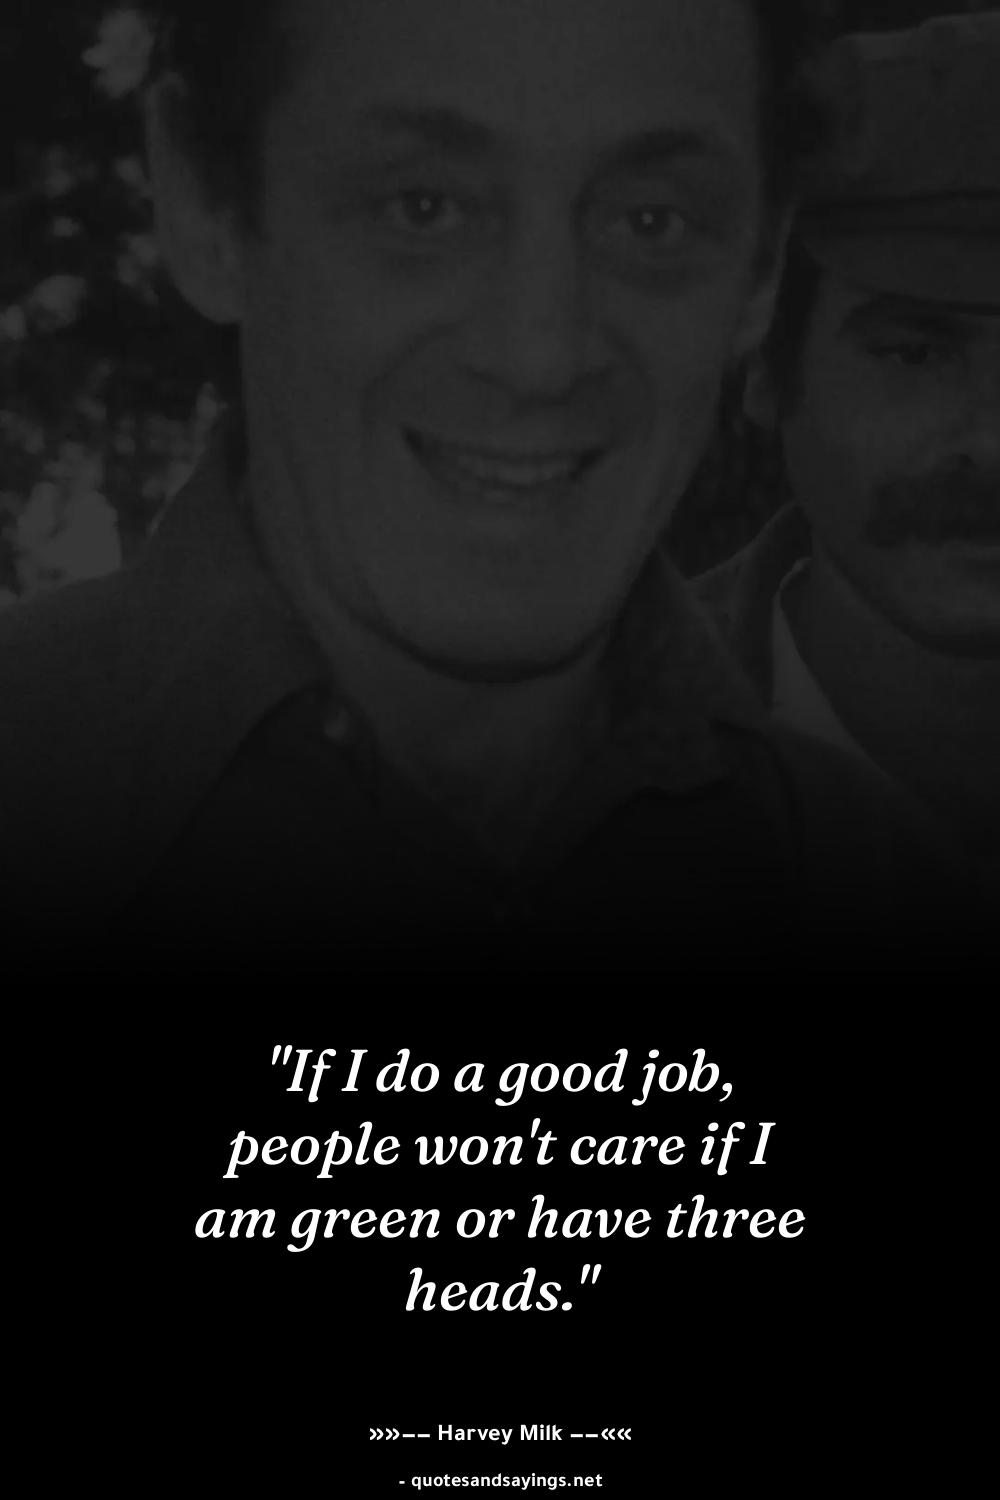 "If I do a good job,
people won't care if I
am green or have three
heads."
»»–– Harvey Milk ––««
- quotesandsayings.net